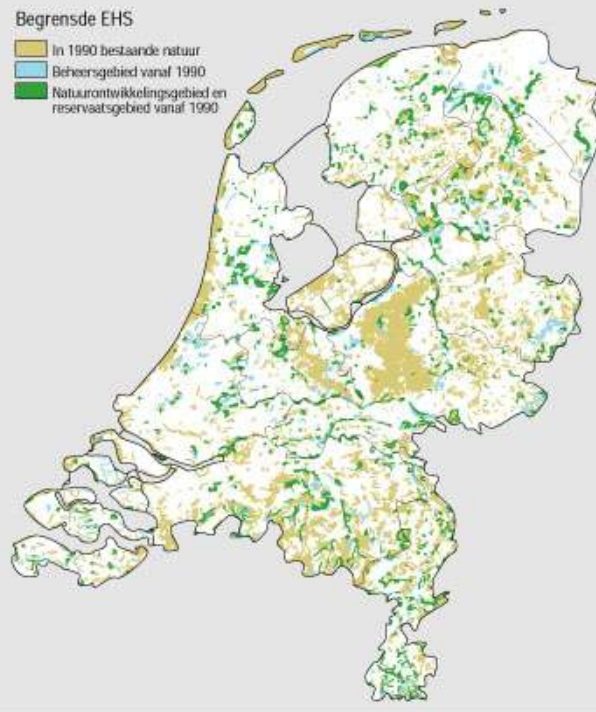 Begrensde EHS
In 1990 bestaande natuur
Beheersgebied vanaf 1990
Natuurontwikkelingsgebied en
reservaatsgebied vanaf 1990